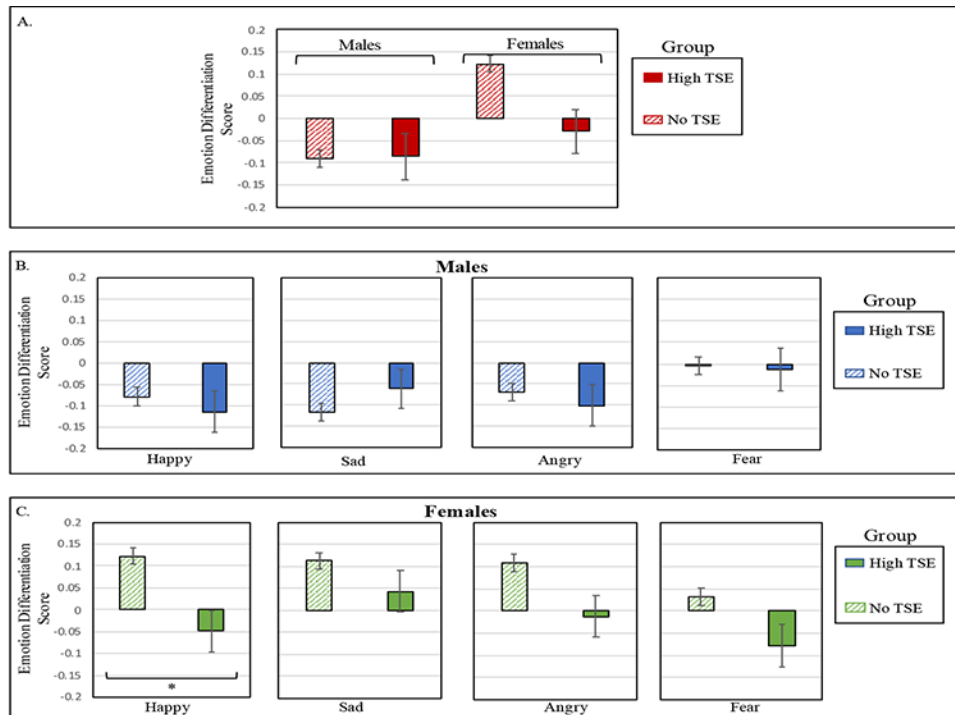 A.
0.2
0.15
0.1
0.05
0
-0.05
-0.1
-0.15
-0.2
Emotion Differentiation
Score
Males
Females
Group
High TSE
No TSE
B.
Males
0.2
0.15
0.1
0.05
0
-0.05
-0.1
-0.15
-0.2
Emotion Differentiation
Score
Happy
Sad
Angry
Fear
Group
High TSE
No TSE
C.
Females
0.2
0.15
0.1
0.05
0
-0.05
-0.1
-0.15
-0.2
Emotion Differentiation
Score
*
Happy
Sad
Angry
Fear
Group
High TSE
No TSE